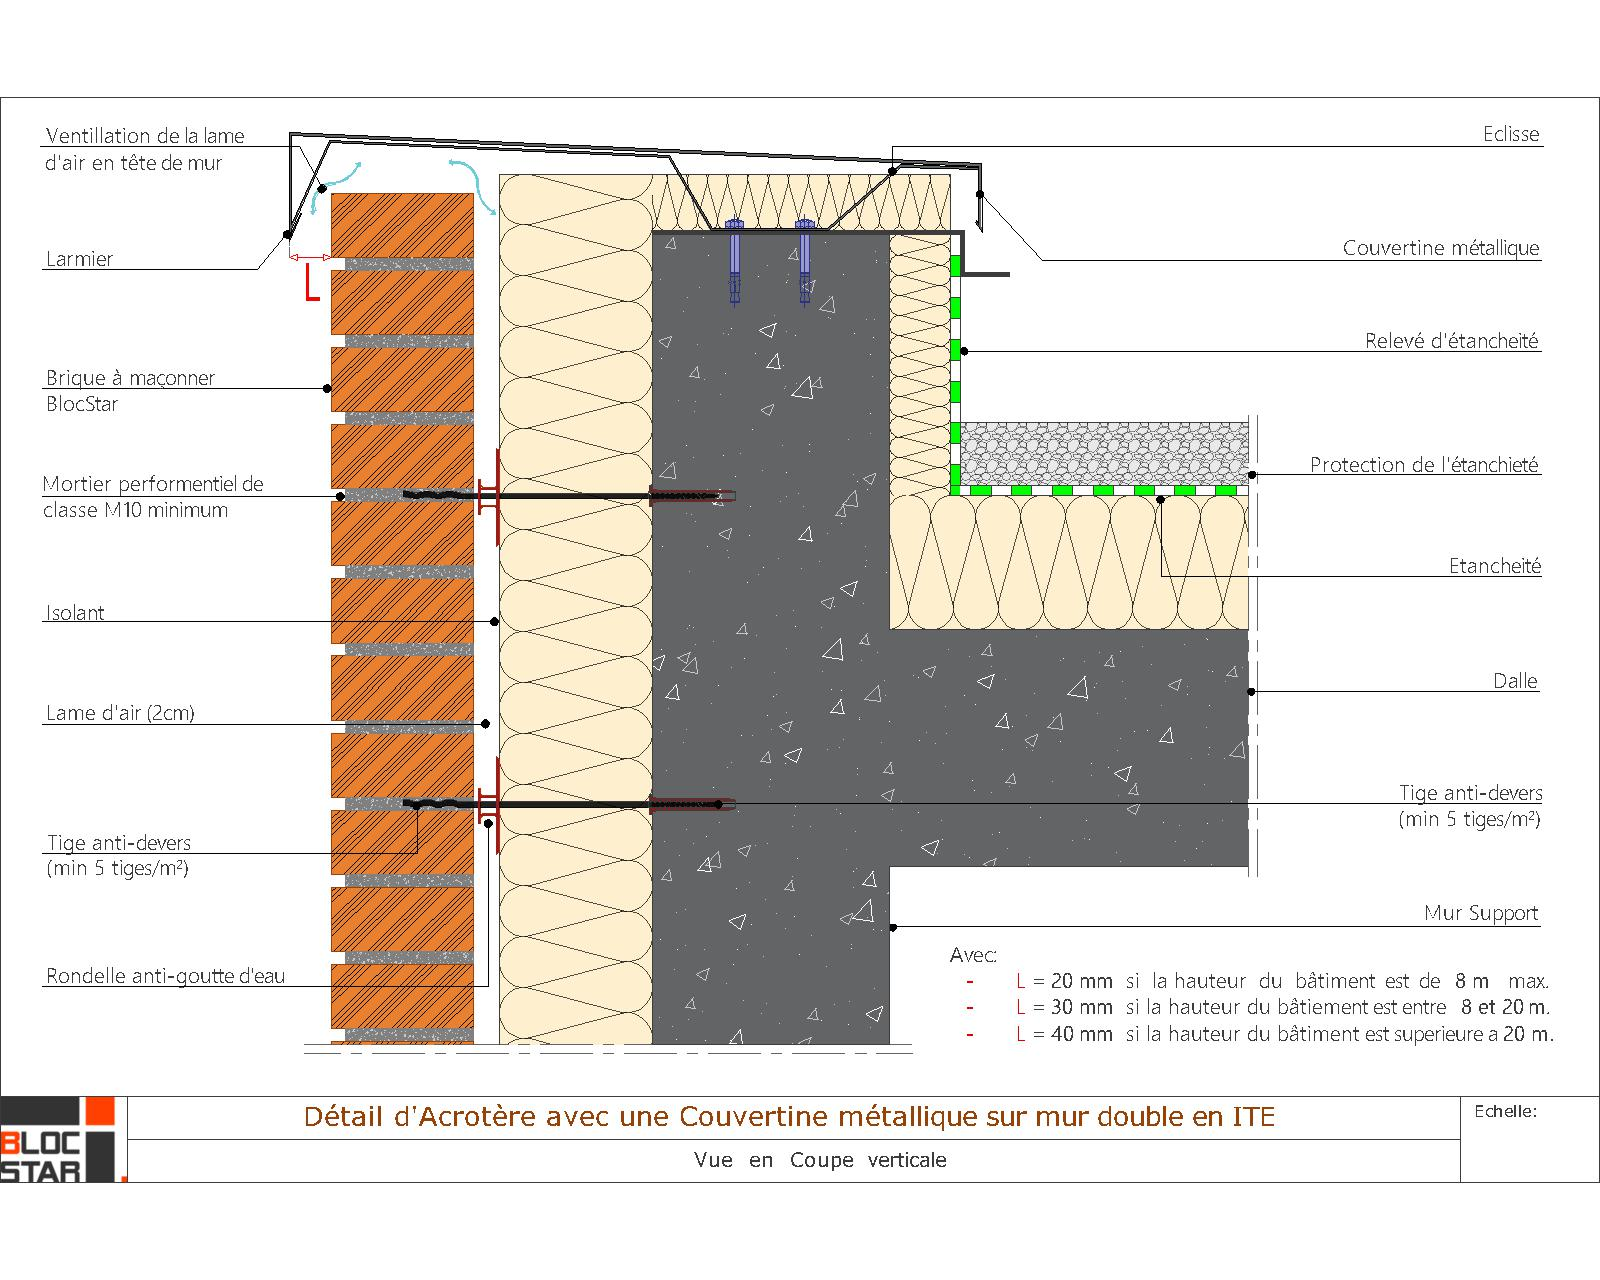 Ventillation de la lame
d'air en tête de mur
Larmier
L
Brique à maçonner
BlocStar
Mortier performentiel de
classe M10 minimum
Isolant
Lame d'air (2cm)
Tige anti-devers
(min 5 tiges/m²)
Rondelle anti-goutte d'eau
Eclisse
Couvertine métallique
Relevé d'étancheité
Protection de l'étanchieté
Etancheité
Dalle
Tige anti-devers
(min 5 tiges/m²)
Mur Support
Avec:
- L = 20 mm si la hauteur du bâtiment est de 8 m max.
- L = 30 mm si la hauteur du bâtiement est entre 8 et 20 m.
- L = 40 mm si la hauteur du bâtiment est superieure a 20 m.
BLOC
STAR
Détail d'Acrotère avec une Couvertine métallique sur mur double en ITE
Vue en Coupe verticale
Echelle: